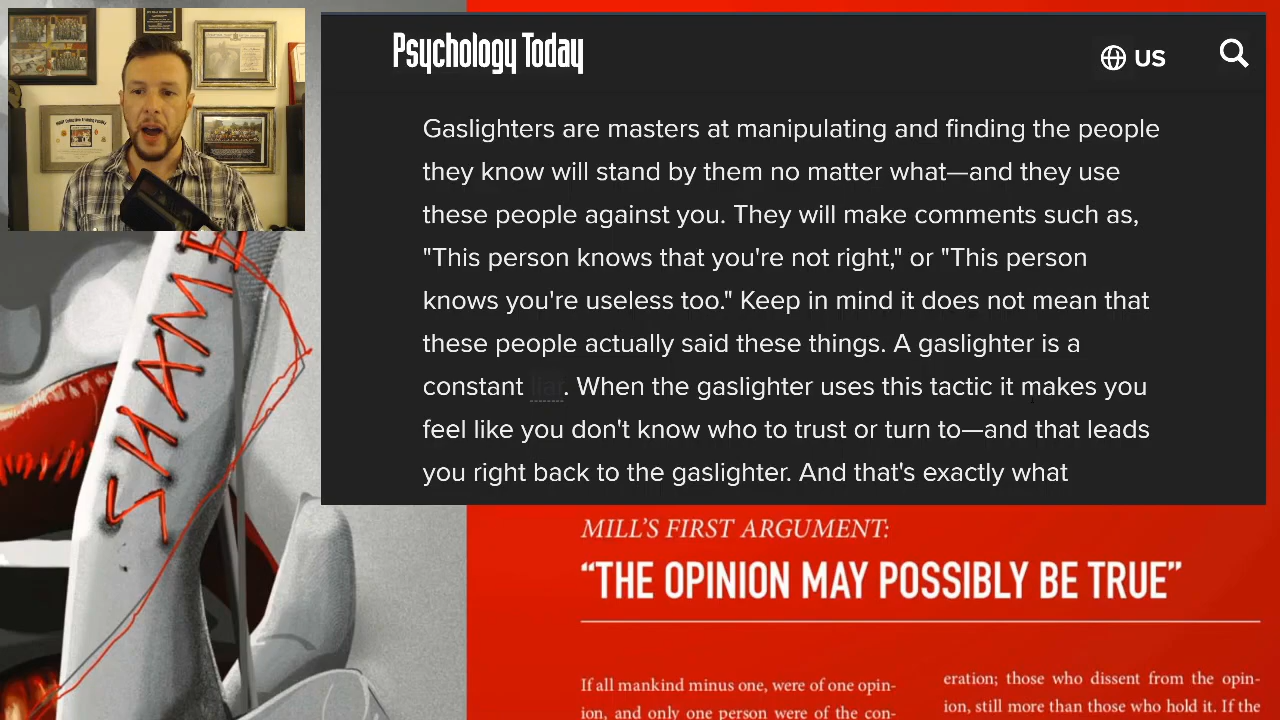 Psychology Today
US
Gaslighters are masters at manipulating and finding the people
they know will stand by them no matter what—and they use
these people against you. They will make comments such as,
"This person knows that you're not right," or "This person
knows you're useless too." Keep in mind it does not mean that
these people actually said these things. A gaslighter is a
constant liar. When the gaslighter uses this tactic it makes you
feel like you don't know who to trust or turn to—and that leads
you right back to the gaslighter. And that's exactly what
SHAME
MILL'S FIRST ARGUMENT:
“THE OPINION MAY POSSIBLY BE TRUE”
If all mankind minus one, were of one opin-
ion, and only one person were of the con-
eration; those who dissent from the opin-
ion, still more than those who hold it. If the